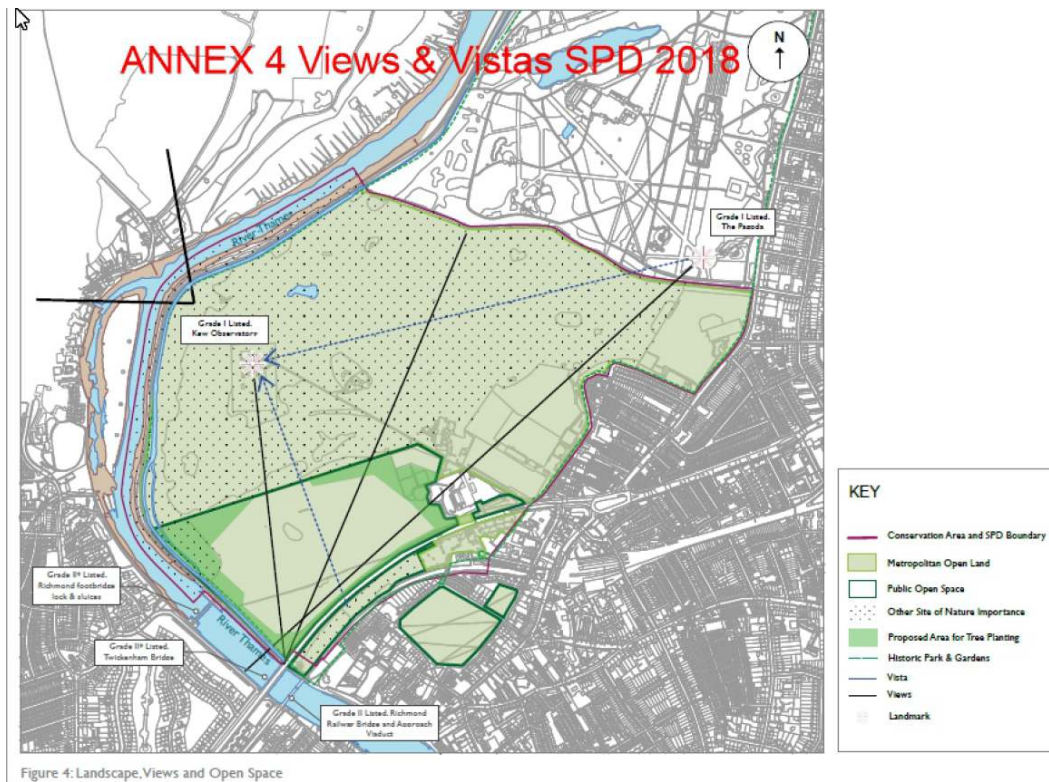 ANNEX 4 Views & Vistas SPD 2018
N
Grade I Listed.
The Pagoda
River Thames
Grade I Listed.
Kew Observatory
Grade II* Listed.
Richmond footbridge
lock & sluices
River Thames
Grade II* Listed.
Twickenham Bridge
Grade II Listed. Richmond
Railway Bridge and Approach
Viaduct
KEY
Conservation Area and SPD Boundary
Metropolitan Open Land
Public Open Space
Other Site of Nature Importance
Proposed Area for Tree Planting
Historic Park & Gardens
Vista
Views
Landmark
Figure 4: Landscape, Views and Open Space